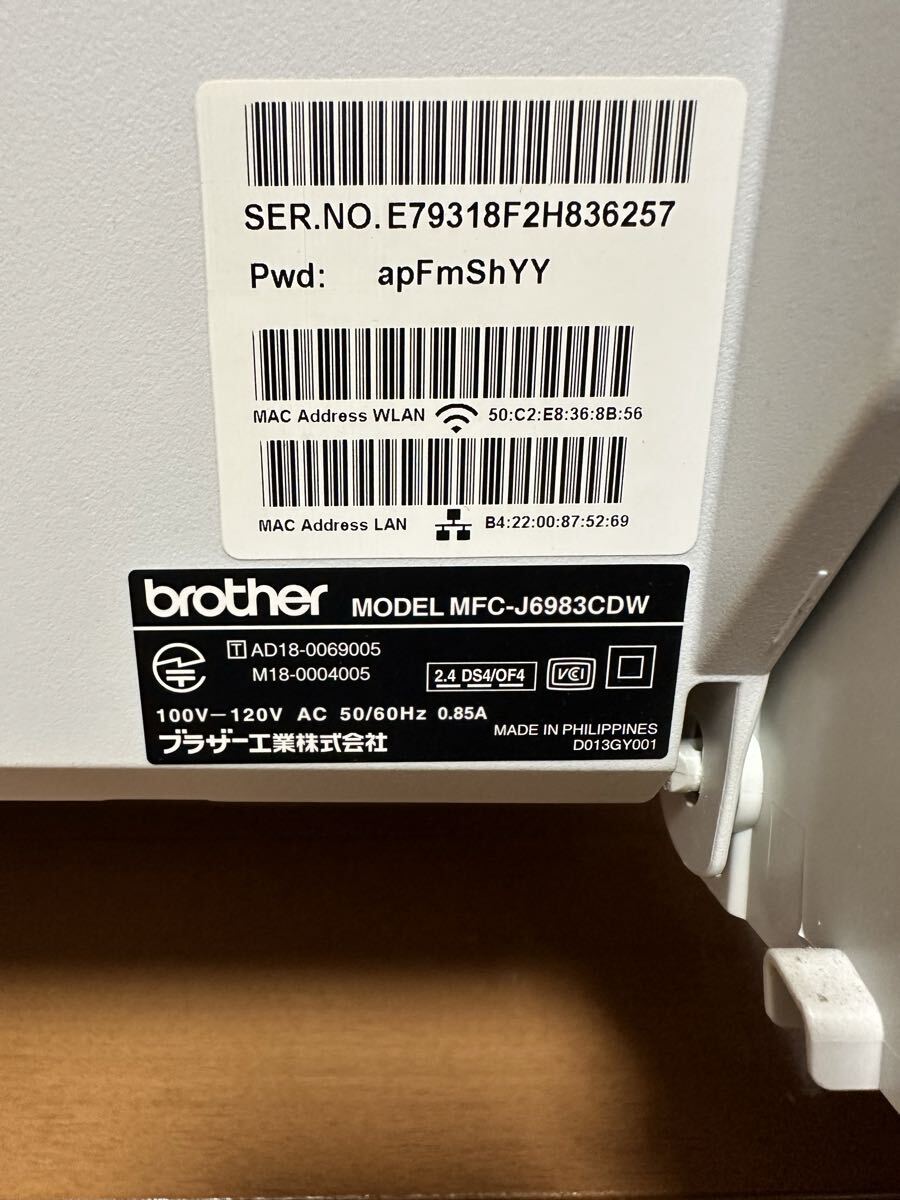 SER.NO.E79318F2H836257
Pwd: apFmShYY
MAC Address WLAN 50:C2:E8:36:8B:56
MAC Address LAN B4:22:00:87:52:69
brother MODEL MFC-J6983CDW
T AD18-0069005
M18-0004005
2.4 DS4/OF4 VCI
100V－120V AC 50/60Hz 0.85A
MADE IN PHILIPPINES
ブラザー工業株式会社
D013GY001